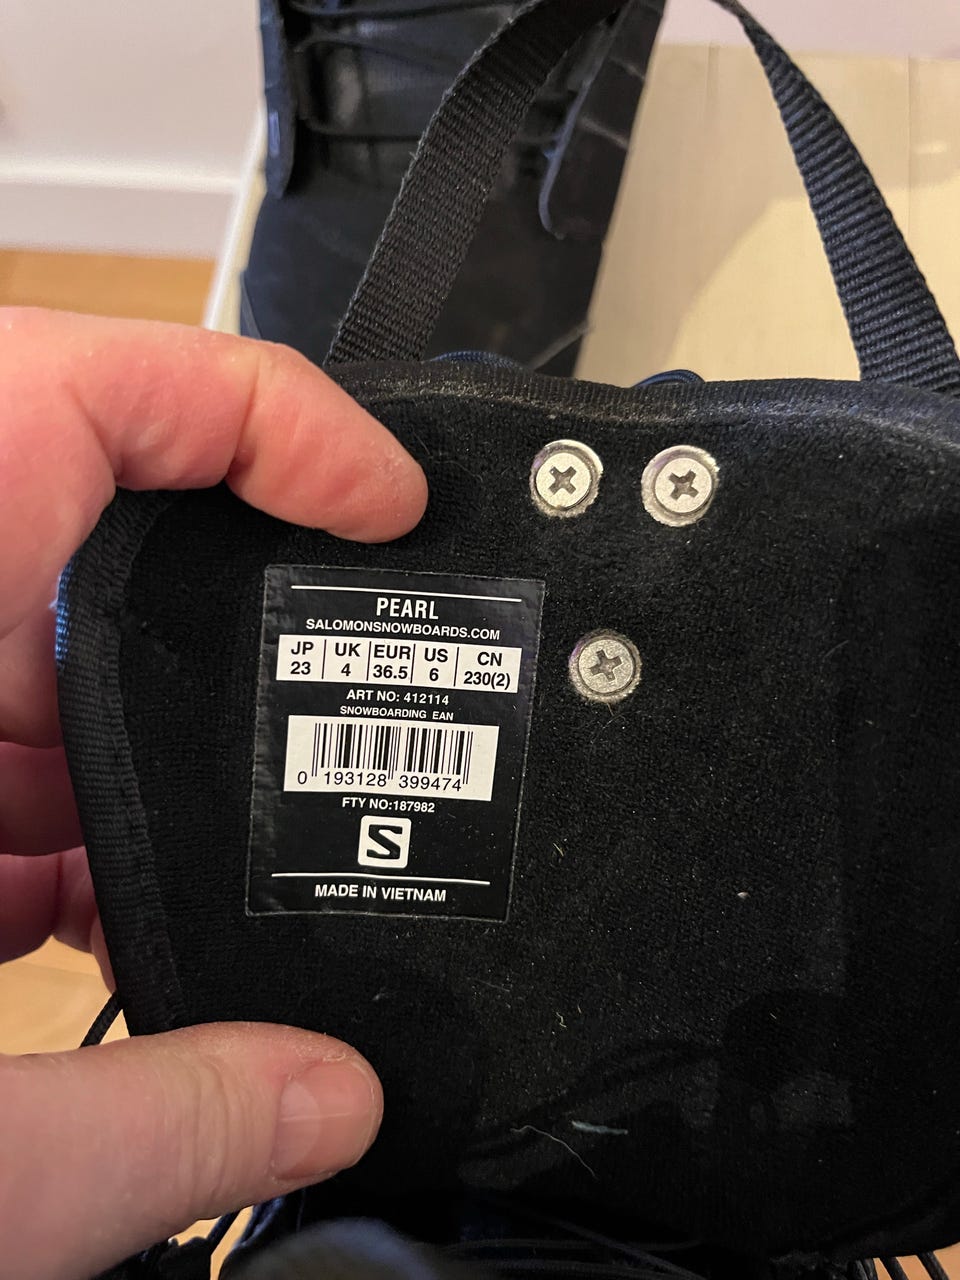 PEARL
SALOMONSNOWBOARDS.COM
JP UK EUR US CN
23 4 36.5 6 230(2)
ART NO: 412114
SNOWBOARDING EAN
0 193128 399474
FTY NO:187982
S
MADE IN VIETNAM